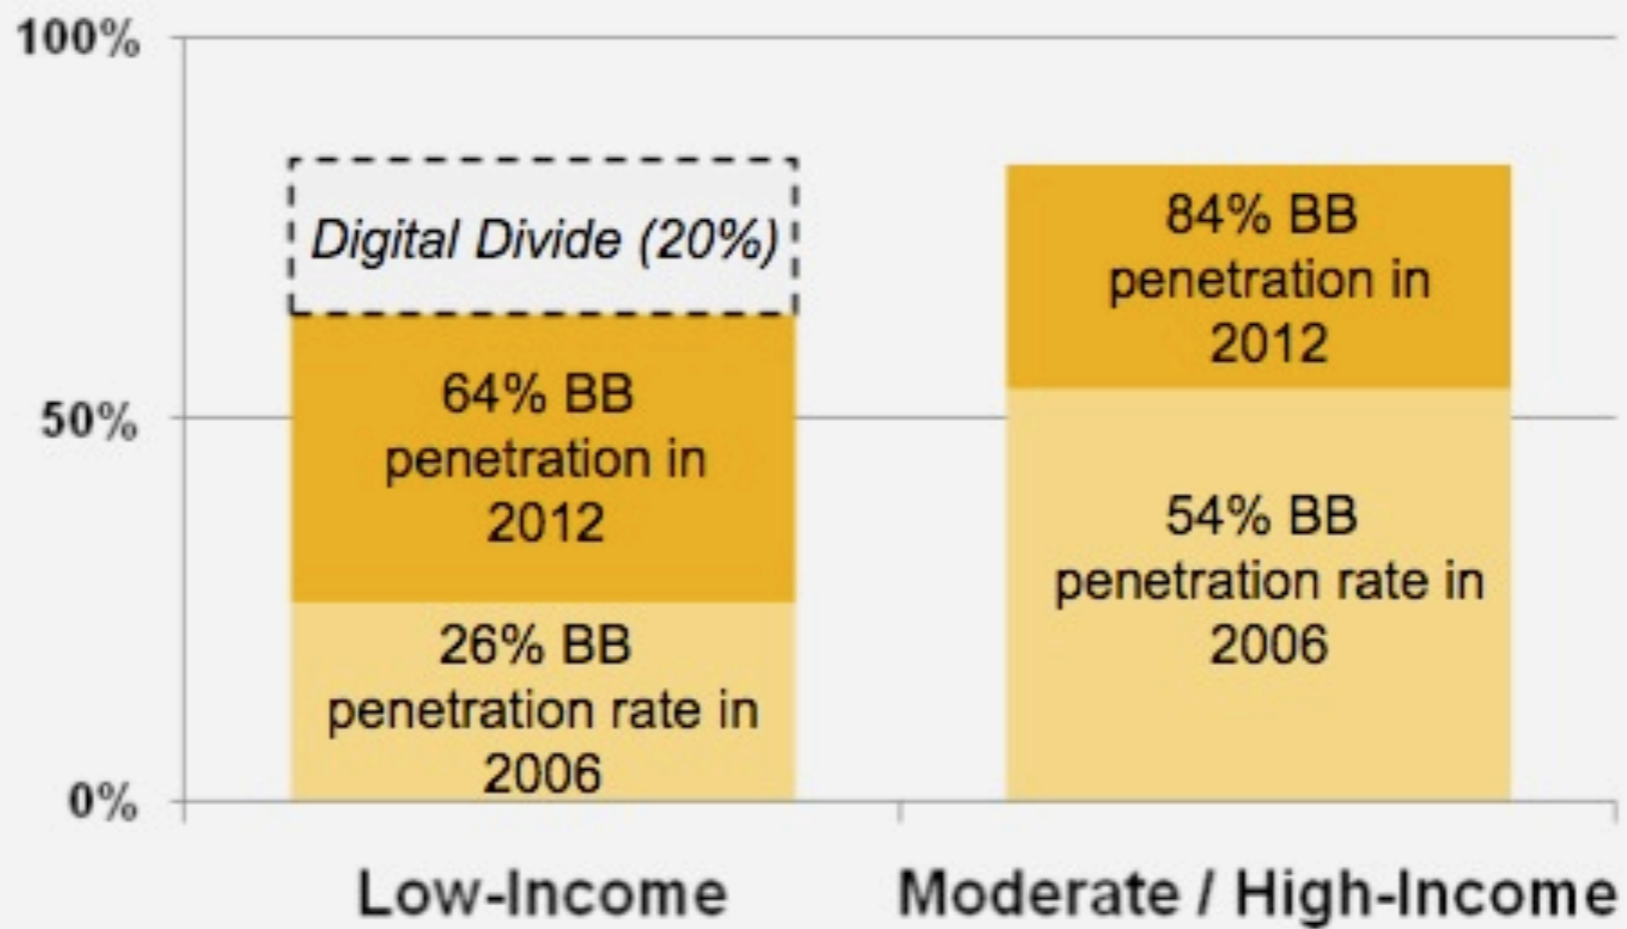 100%
Digital Divide (20%)
84% BB
penetration in
2012
64% BB
penetration in
2012
50%
54% BB
penetration rate in
2006
26% BB
penetration rate in
2006
0%
Low-Income
Moderate / High-Income